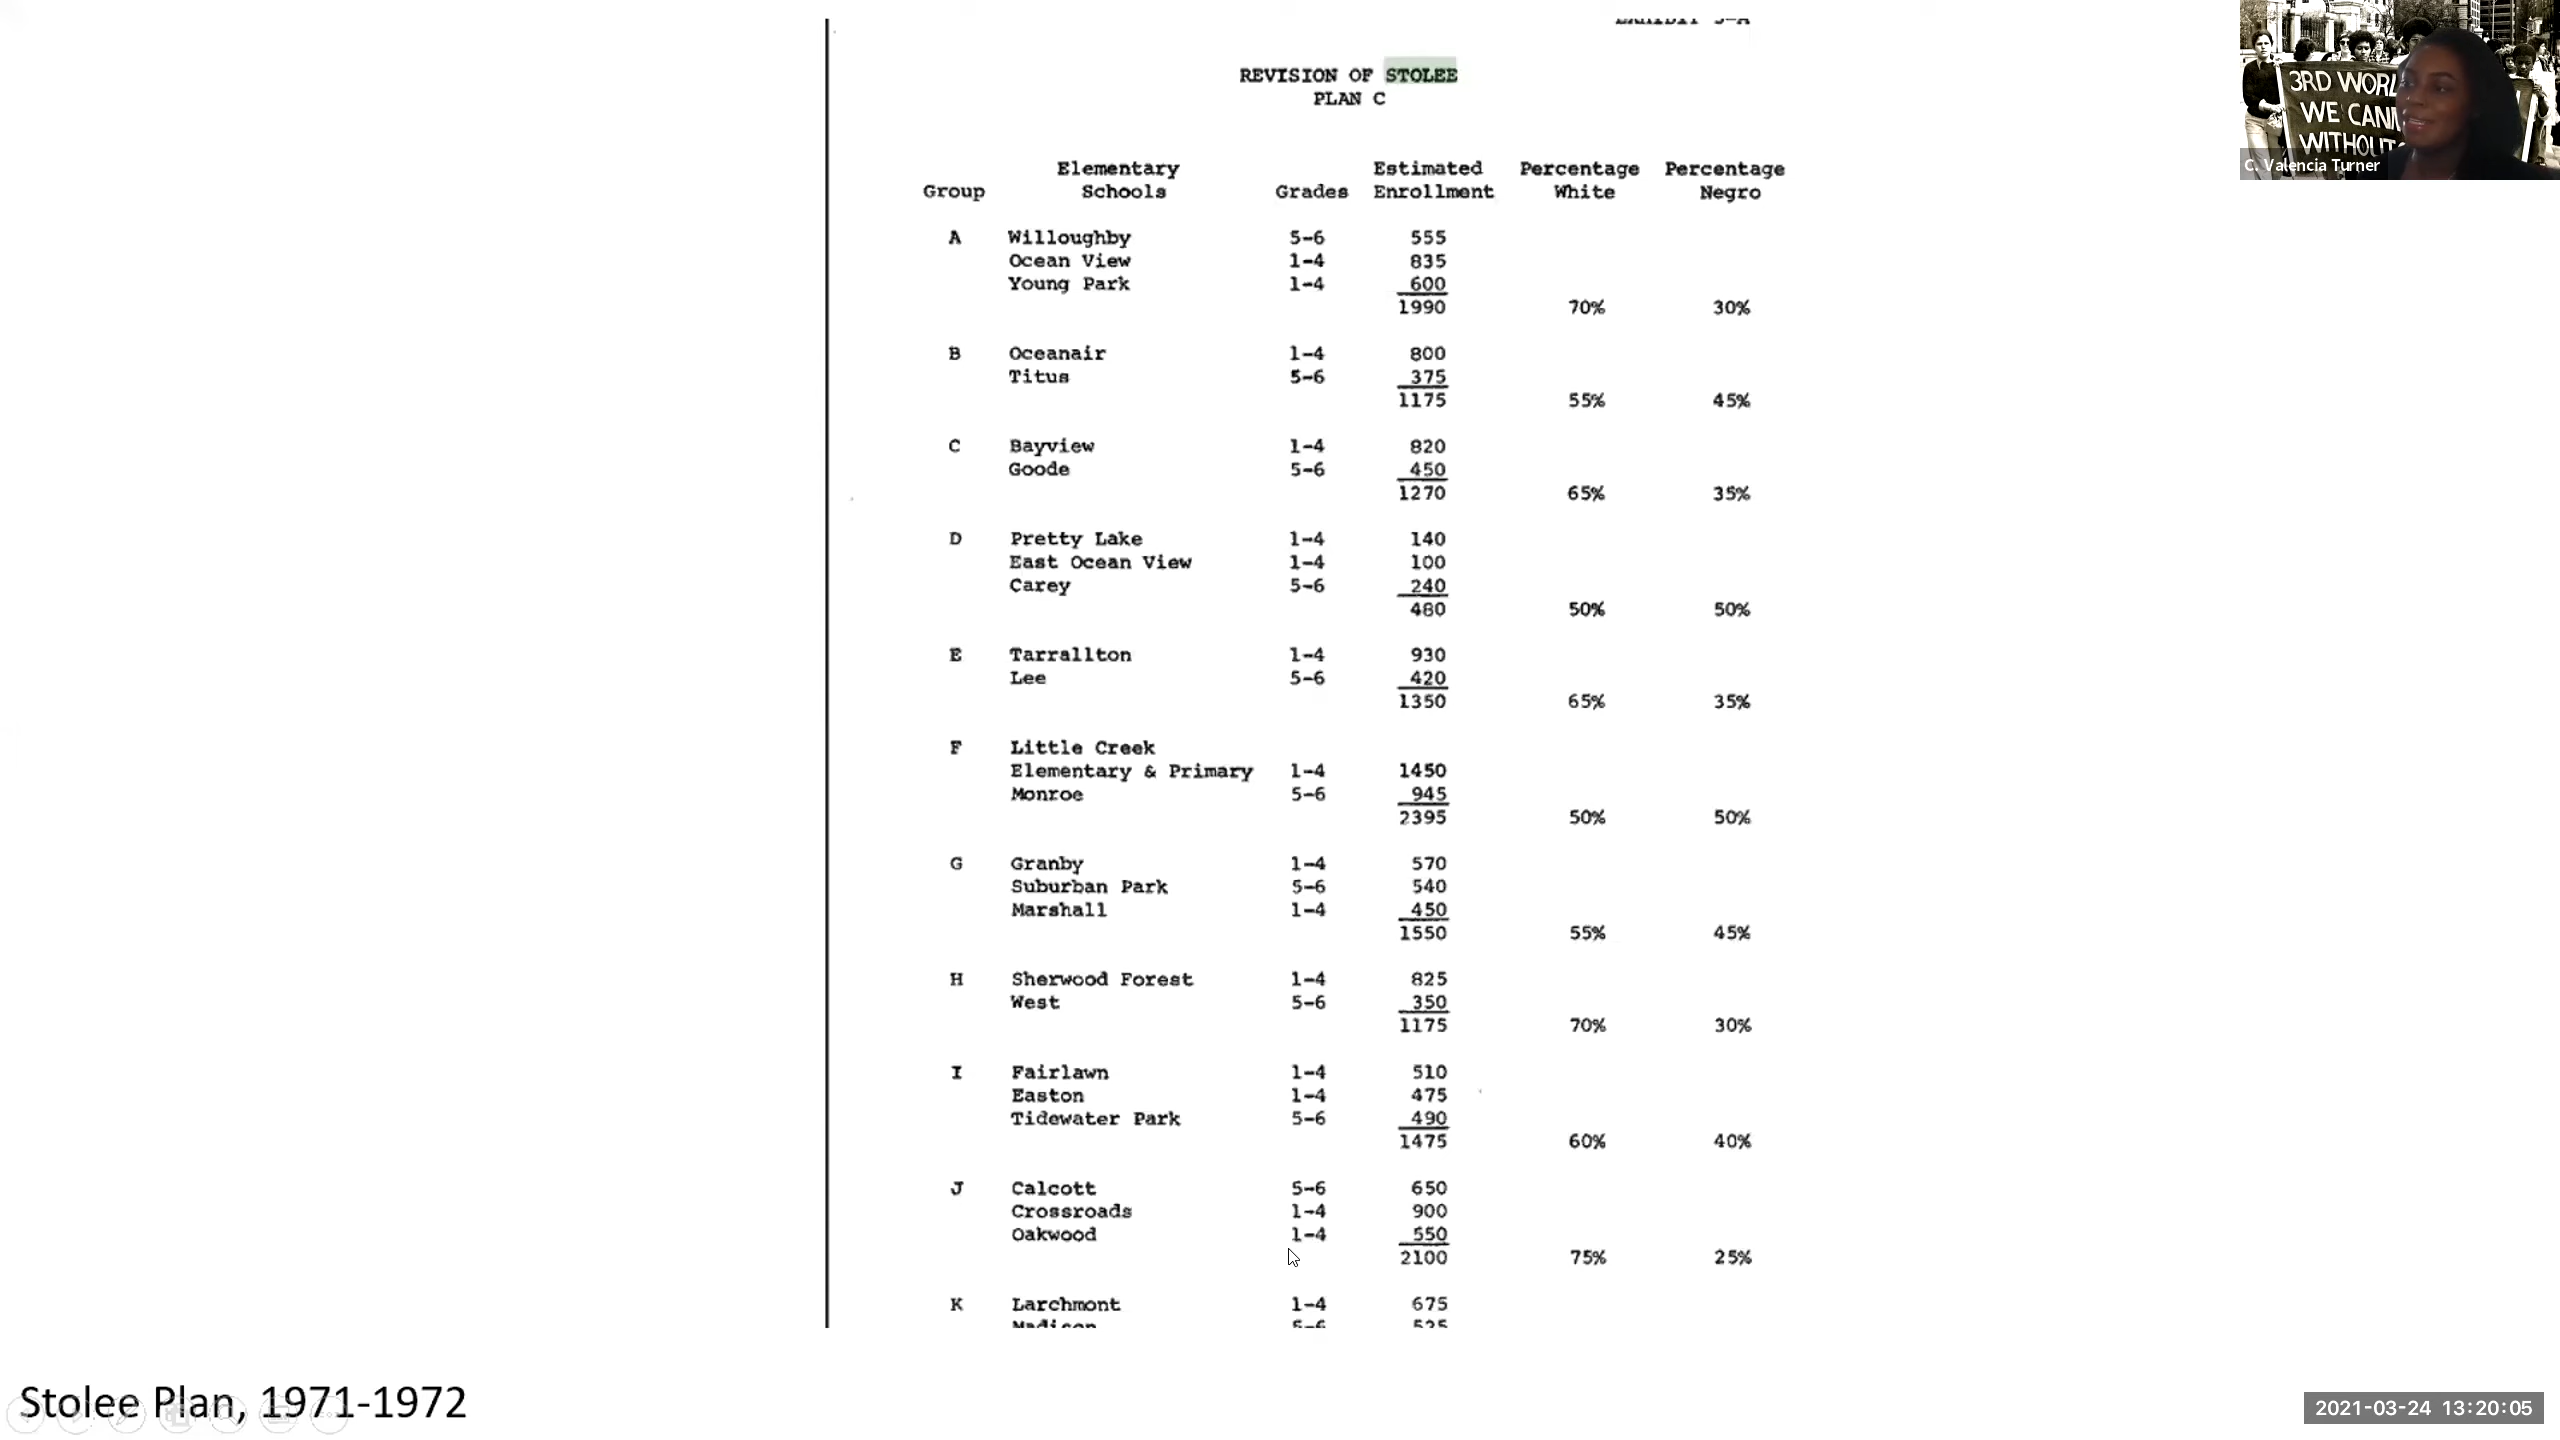 EXHIBIT 5-A
REVISION OF STOLEE
PLAN C
Group Elementary Schools Grades Estimated Enrollment Percentage White Percentage Negro
A Willoughby 5-6 555
Ocean View 1-4 835
Young Park 1-4 600
1990 70% 30%
B Oceanair 1-4 800
Titus 5-6 375
1175 55% 45%
C Bayview 1-4 820
Goode 5-6 450
1270 65% 35%
D Pretty Lake 1-4 140
East Ocean View 1-4 100
Carey 5-6 240
480 50% 50%
E Tarrallton 1-4 930
Lee 5-6 420
1350 65% 35%
F Little Creek
Elementary & Primary 1-4 1450
Monroe 5-6 945
2395 50% 50%
G Granby 1-4 570
Suburban Park 5-6 540
Marshall 1-4 450
1550 55% 45%
H Sherwood Forest 1-4 825
West 5-6 350
1175 70% 30%
I Fairlawn 1-4 510
Easton 1-4 475
Tidewater Park 5-6 490
1475 60% 40%
J Calcott 5-6 650
Crossroads 1-4 900
Oakwood 1-4 550
2100 75% 25%
K Larchmont 1-4 675
Madison 5-6 525
3RD WORL
WE CANN
WITHOUT
C. Valencia Turner
Stolee Plan, 1971-1972
2021-03-24 13:20:05